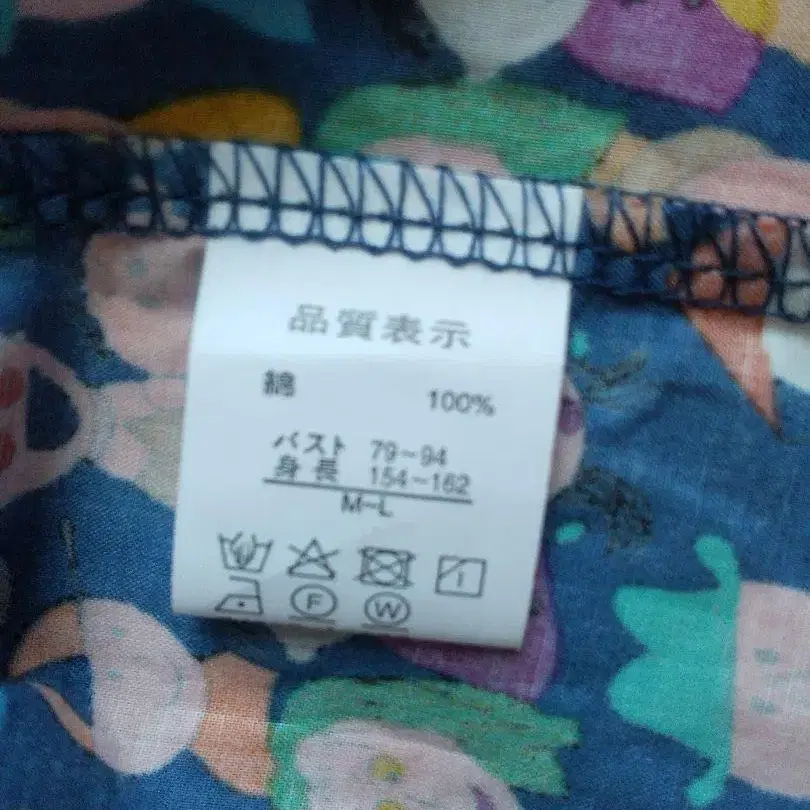 品質表示
綿 100%
バスト 79~94
身長 154~162
M~L
F W